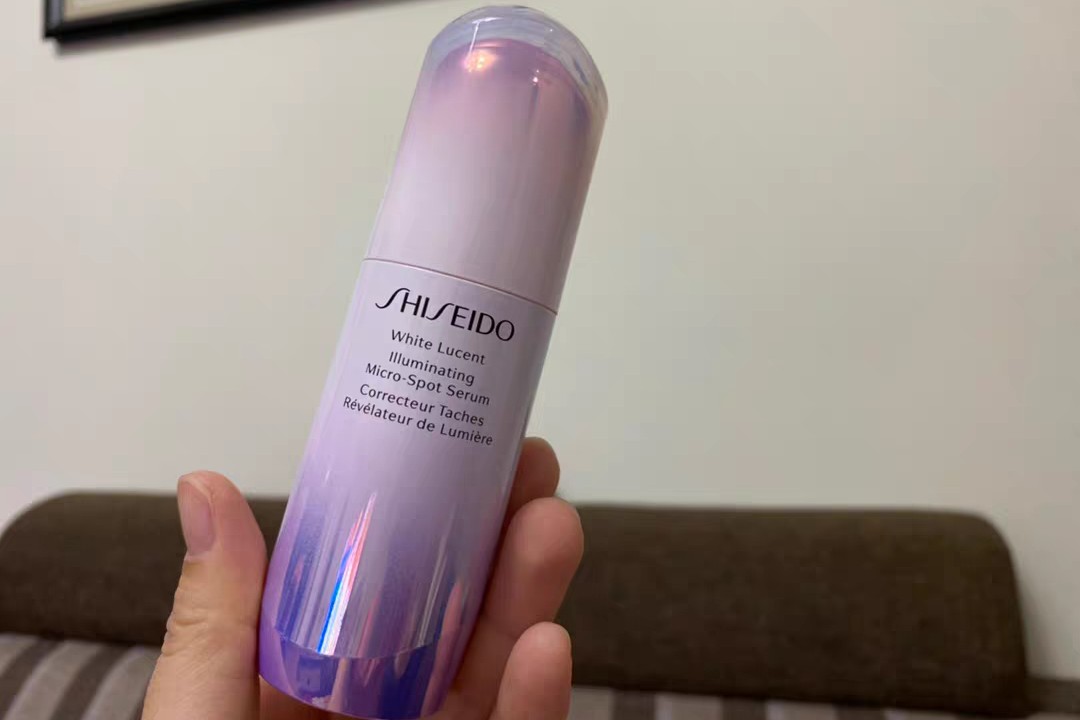 SHISEIDO
White Lucent
Illuminating
Micro-Spot Serum
Correcteur Taches
Révélateur de Lumière